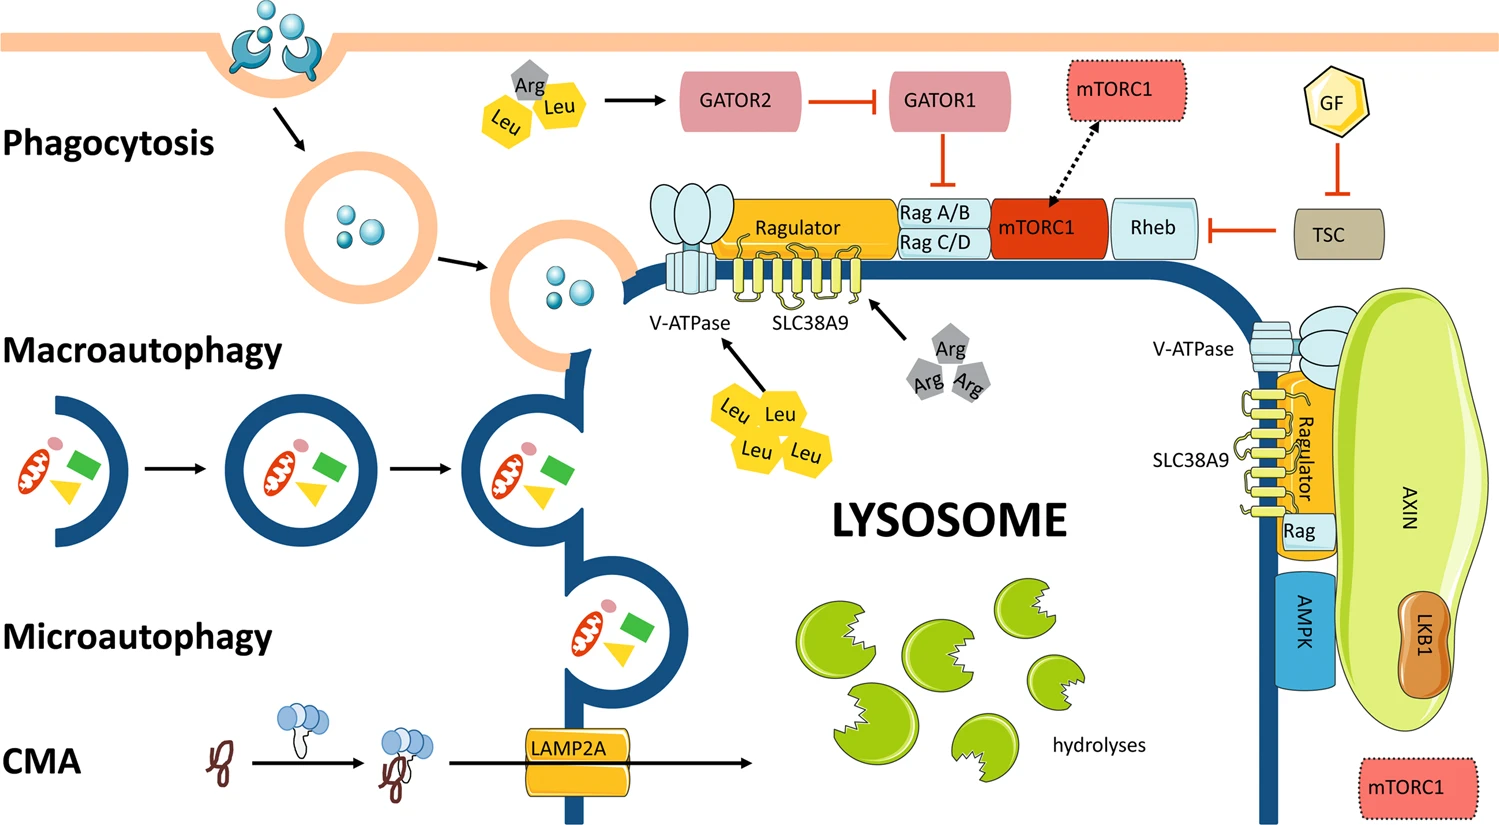 Arg
Leu
Leu
GATOR2
GATOR1
mTORC1
GF
Phagocytosis
Ragulator
Rag A/B
Rag C/D
mTORC1
Rheb
TSC
V-ATPase
SLC38A9
Arg
Arg
Arg
Leu
Leu
Leu
Leu
Macroautophagy
V-ATPase
SLC38A9
Ragulator
Rag
AXIN
LYSOSOME
AMPK
LKB1
Microautophagy
hydrolyses
CMA
LAMP2A
mTORC1